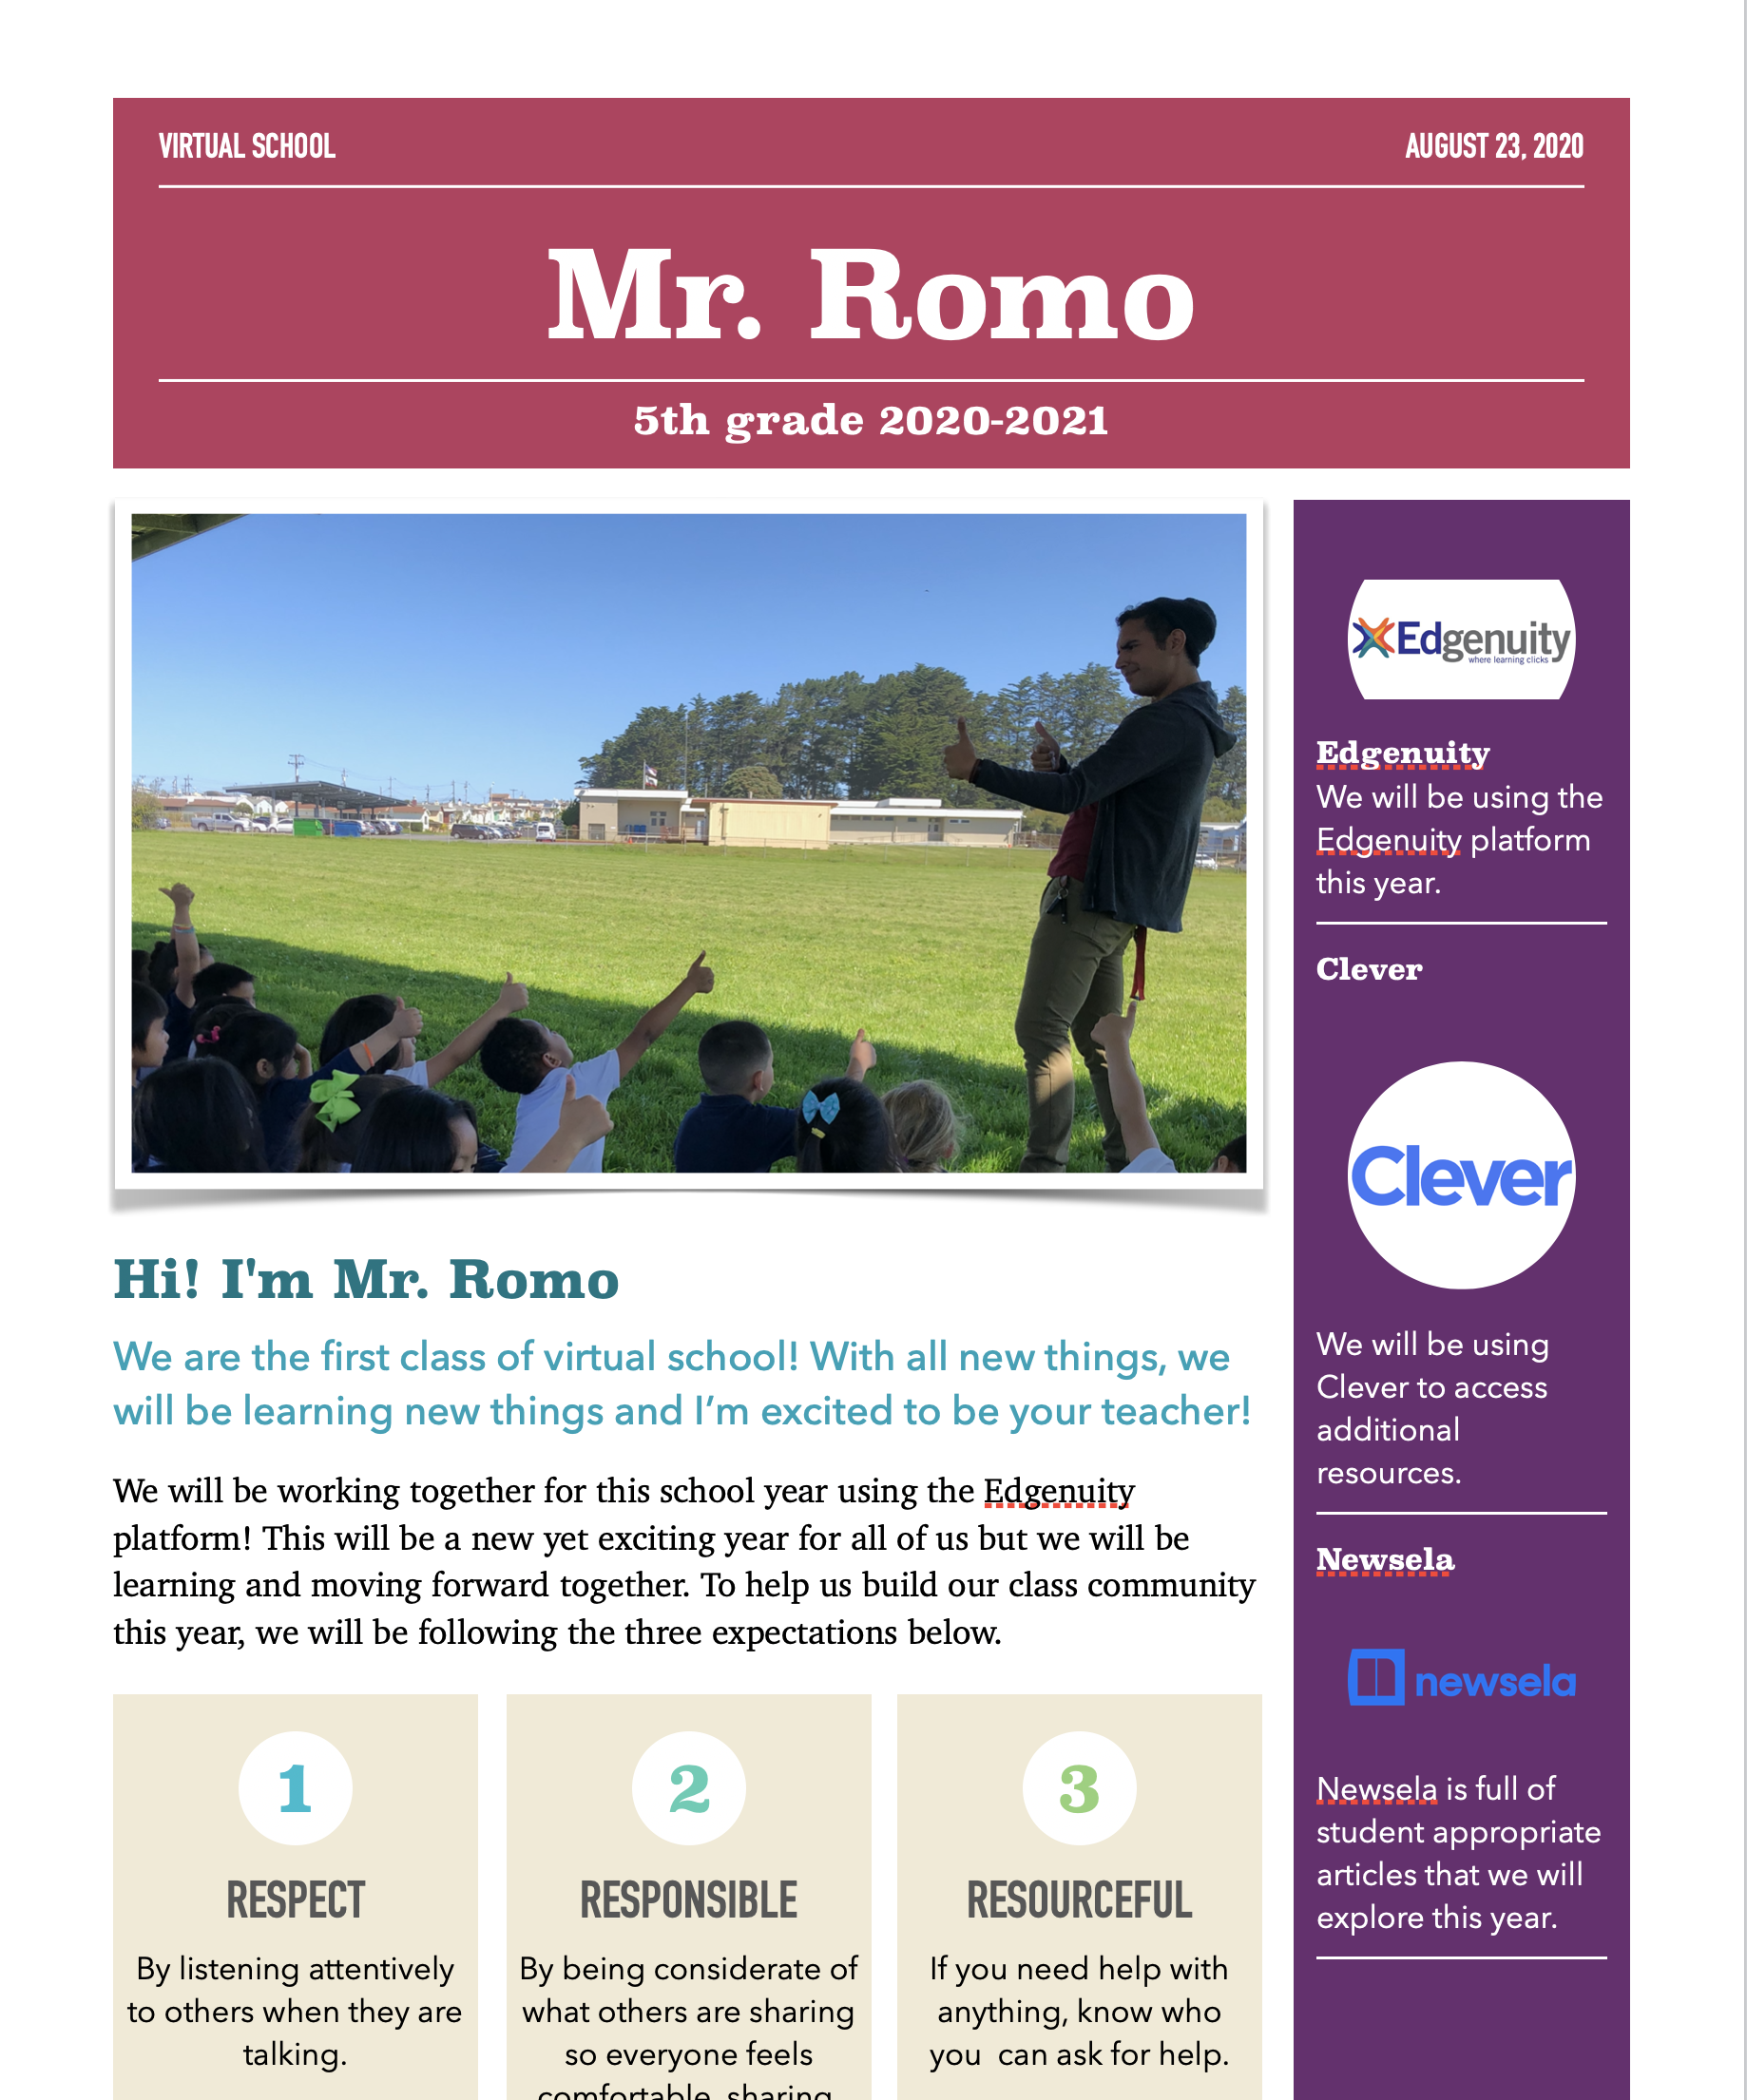 VIRTUAL SCHOOL
AUGUST 23, 2020
Mr. Romo
5th grade 2020-2021
Hi! I'm Mr. Romo
We are the first class of virtual school! With all new things, we
will be learning new things and I’m excited to be your teacher!
We will be working together for this school year using the Edgenuity
platform! This will be a new yet exciting year for all of us but we will be
learning and moving forward together. To help us build our class community
this year, we will be following the three expectations below.
1
RESPECT
By listening attentively
to others when they are
talking.
2
RESPONSIBLE
By being considerate of
what others are sharing
so everyone feels
comfortable sharing
3
RESOURCEFUL
If you need help with
anything, know who
you  can ask for help.
Edgenuity
where learning clicks
Edgenuity
We will be using the
Edgenuity platform
this year.
Clever
Clever
We will be using
Clever to access
additional
resources.
Newsela
newsela
Newsela is full of
student appropriate
articles that we will
explore this year.